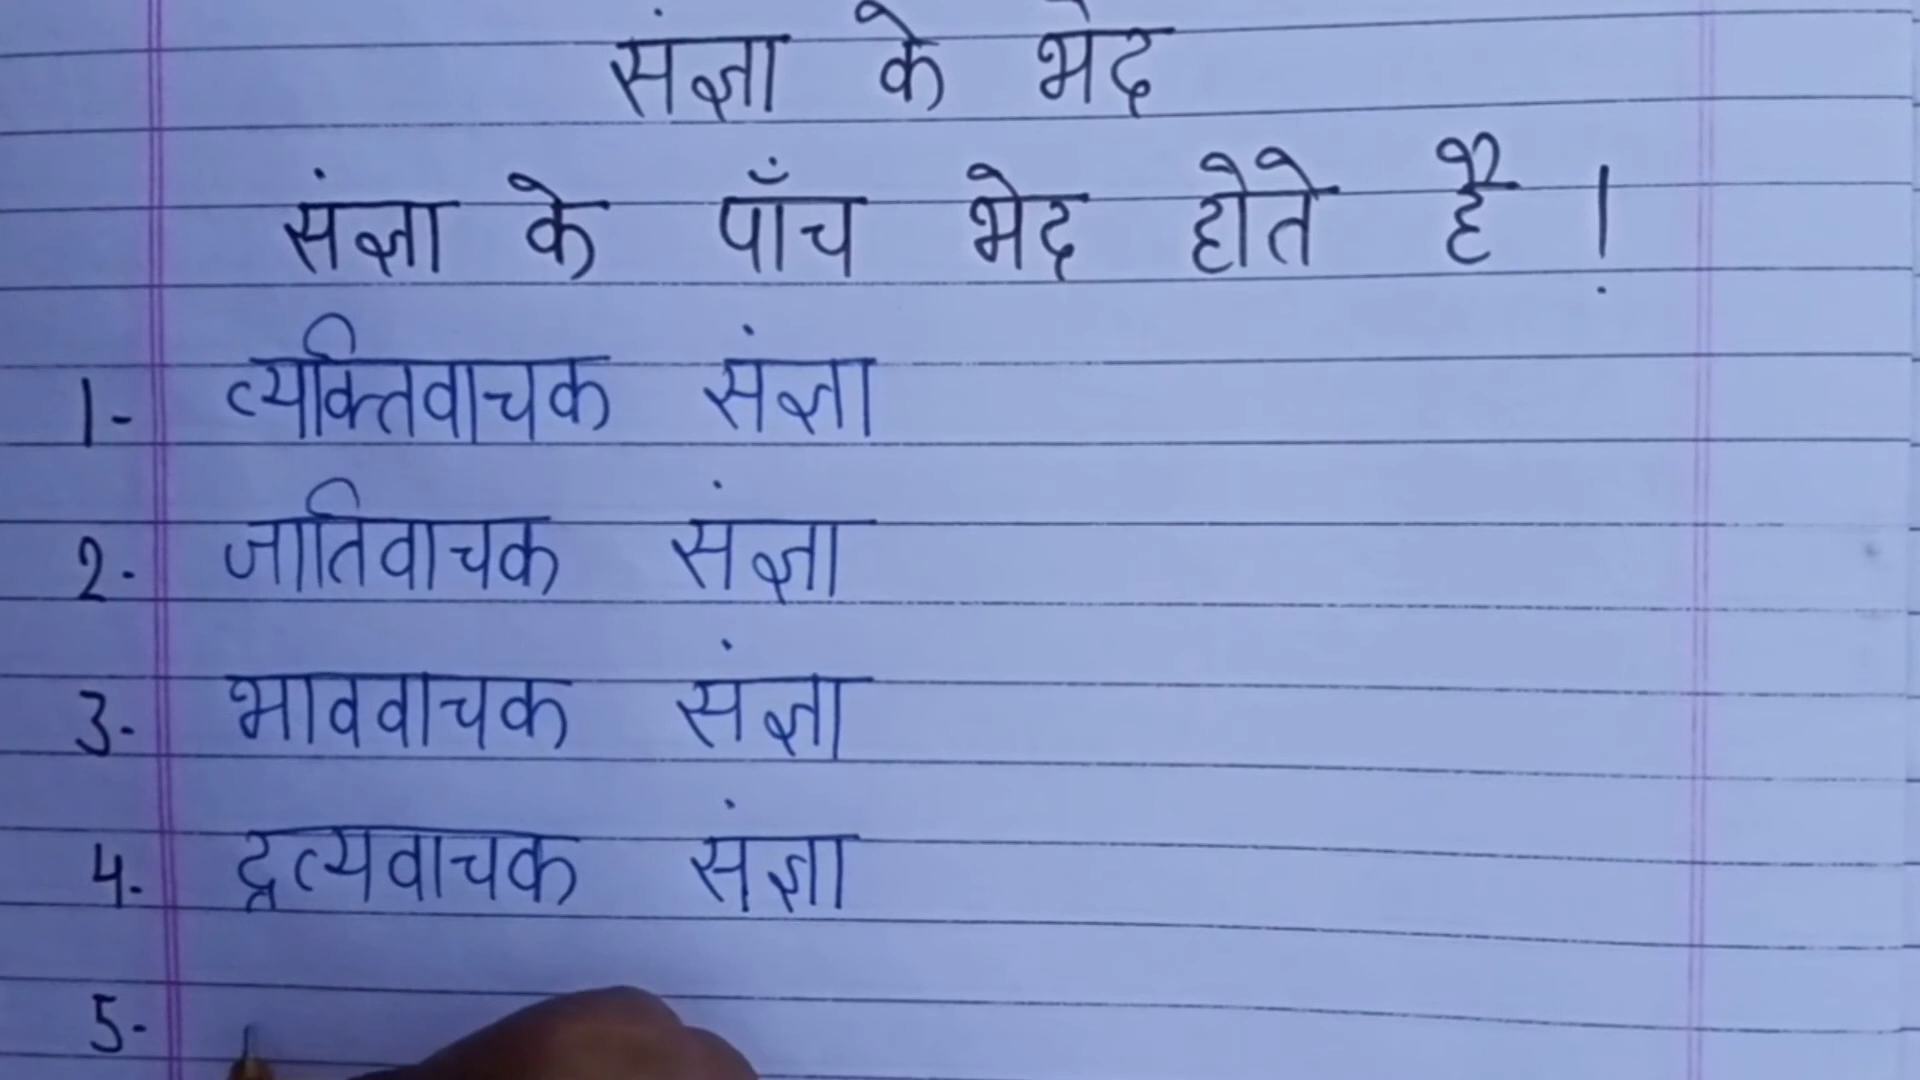 संज्ञा के भेद
संज्ञा के पाँच भेद होते है ।
1- व्यक्तिवाचक संज्ञा
2- जातिवाचक संज्ञा
3- भाववाचक संज्ञा
4- द्रव्यवाचक संज्ञा
5-